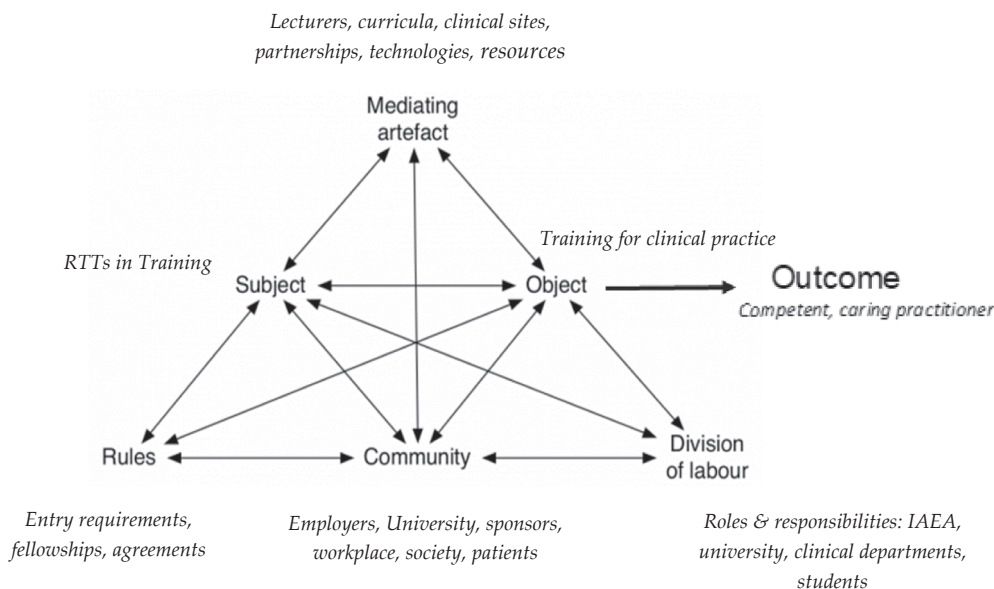 Lecturers, curricula, clinical sites,
partnerships, technologies, resources
Mediating
artefact
Training for clinical practice
RTTs in Training
Subject
Object
Outcome
Competent, caring practitioner
Rules
Community
Division
of labour
Entry requirements,
fellowships, agreements
Employers, University, sponsors,
workplace, society, patients
Roles & responsibilities: IAEA,
university, clinical departments,
students